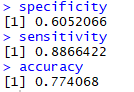 > specificity
[1] 0.6052066
> sensitivity
[1] 0.8866422
> accuracy
[1] 0.774068